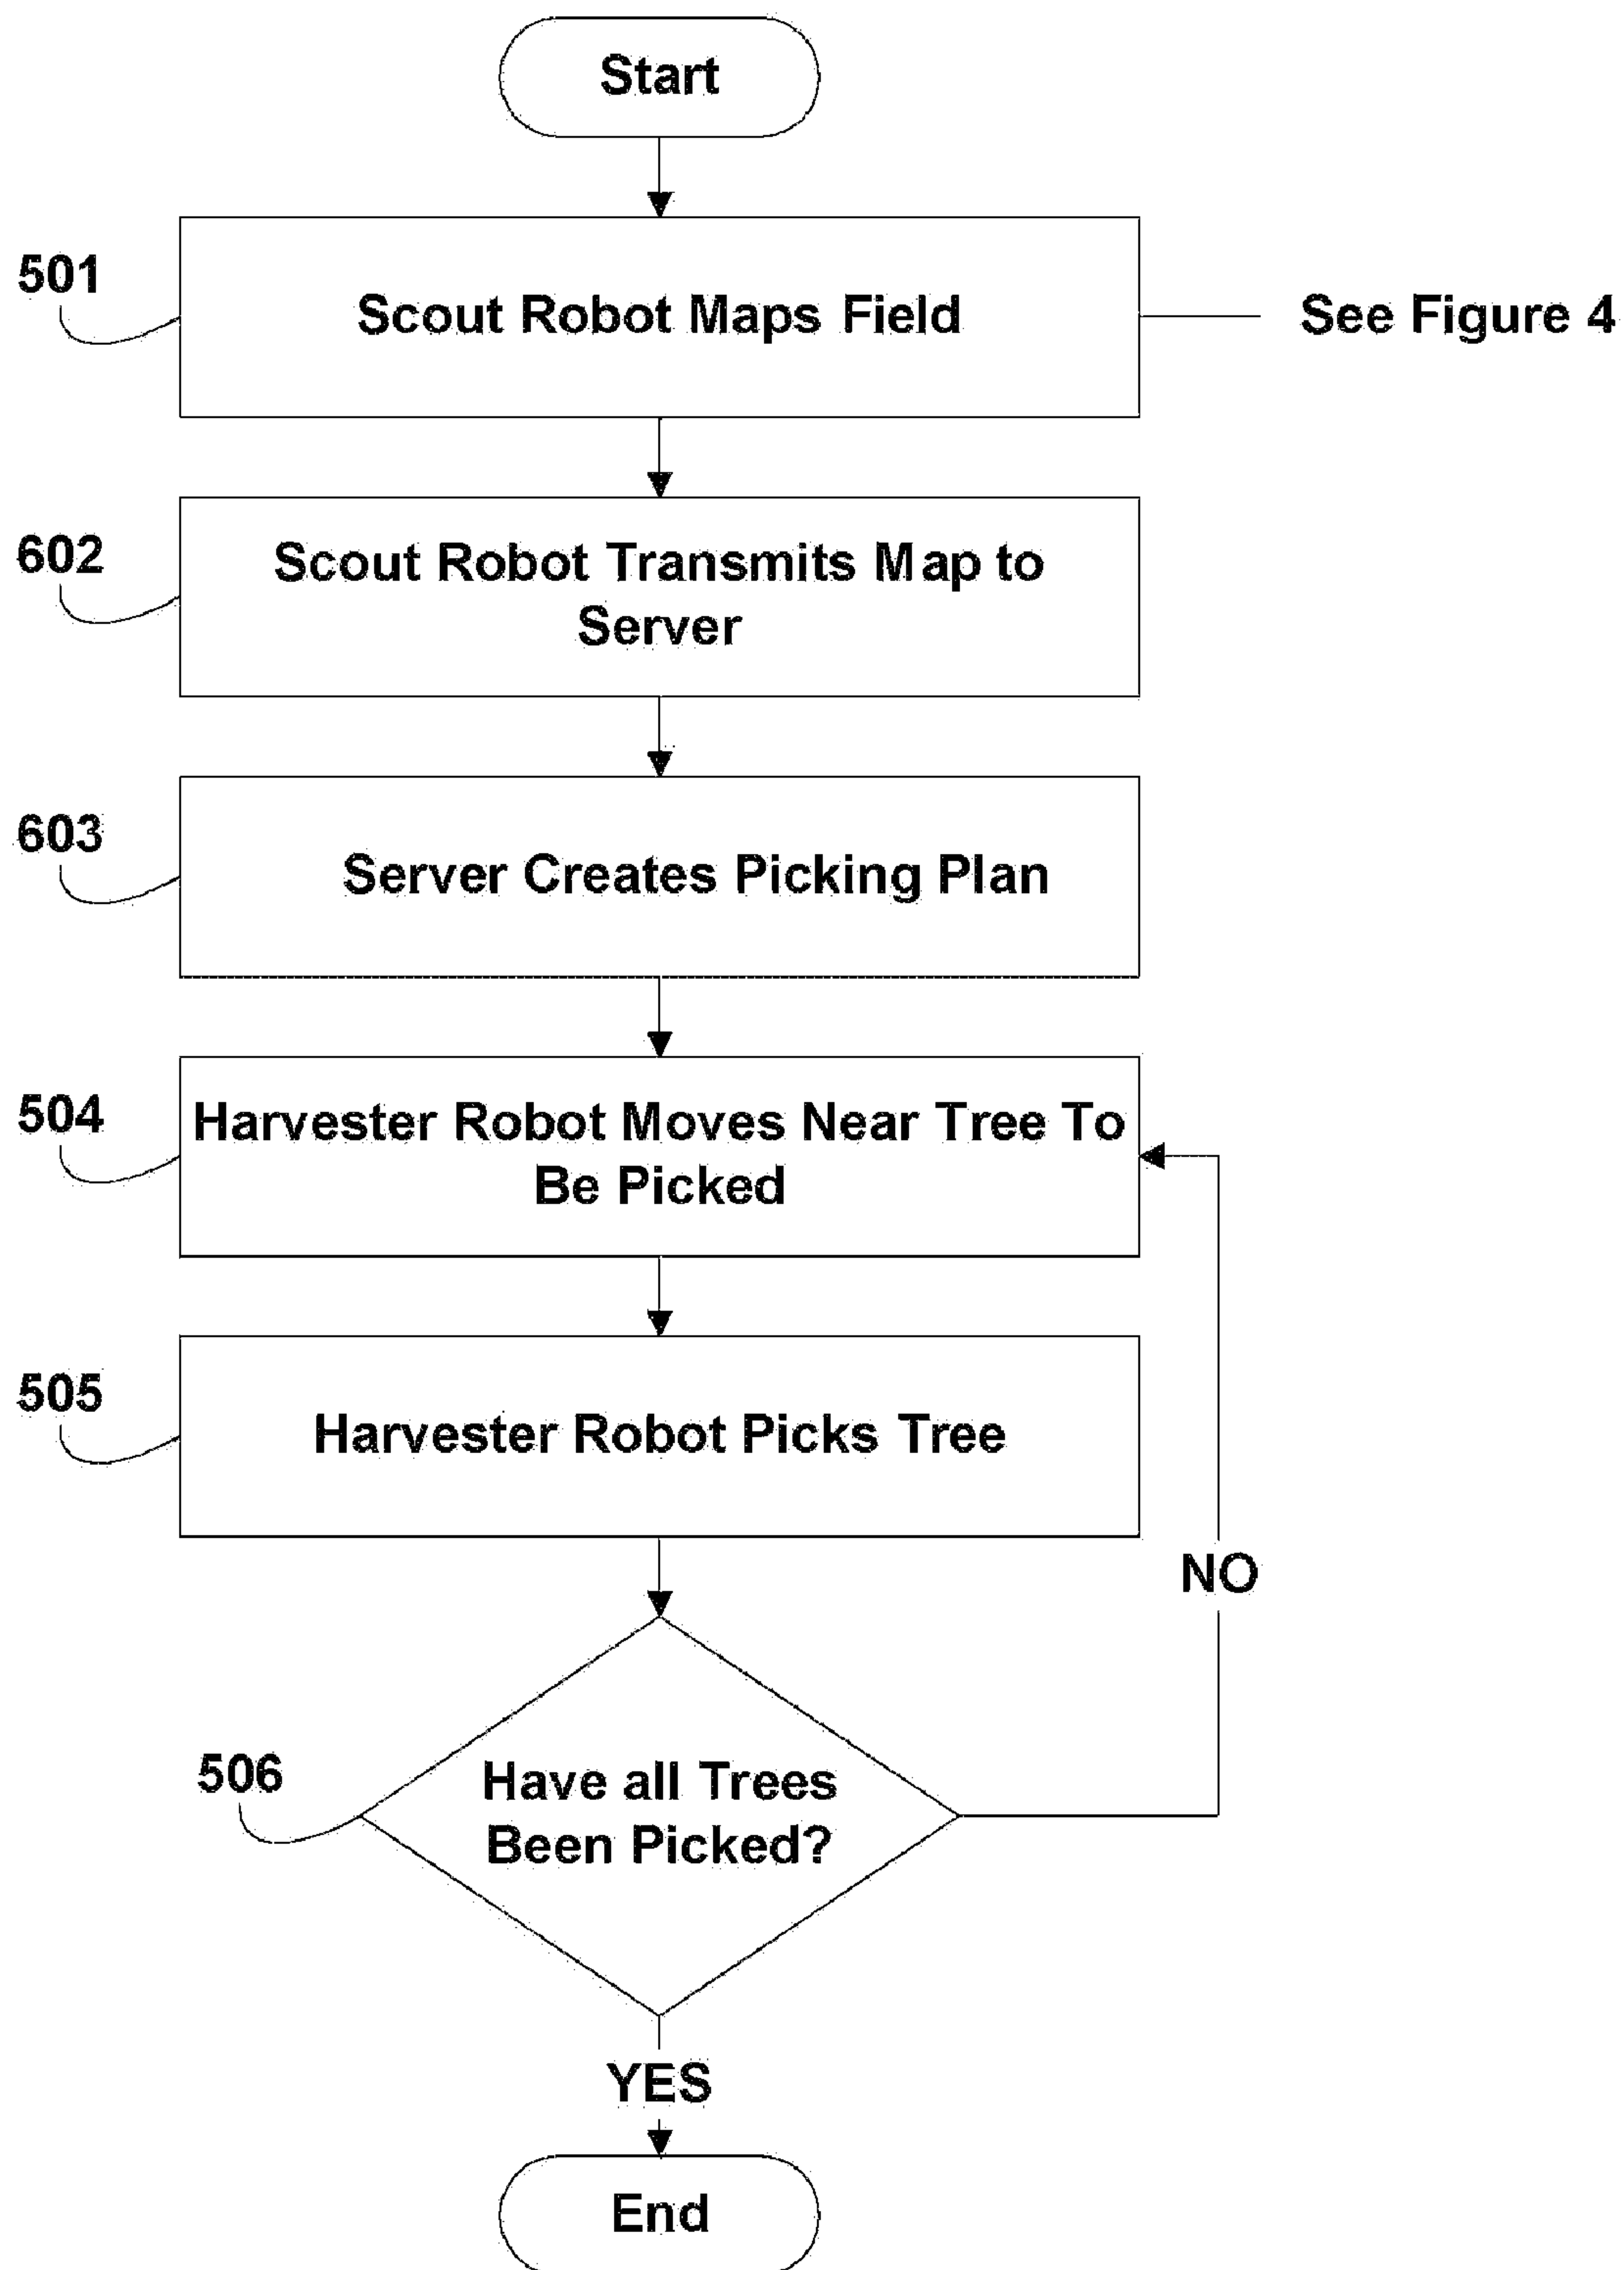 Start
501
Scout Robot Maps Field
See Figure 4
602
Scout Robot Transmits Map to
Server
603
Server Creates Picking Plan
504
Harvester Robot Moves Near Tree To
Be Picked
505
Harvester Robot Picks Tree
NO
506
Have all Trees
Been Picked?
YES
End